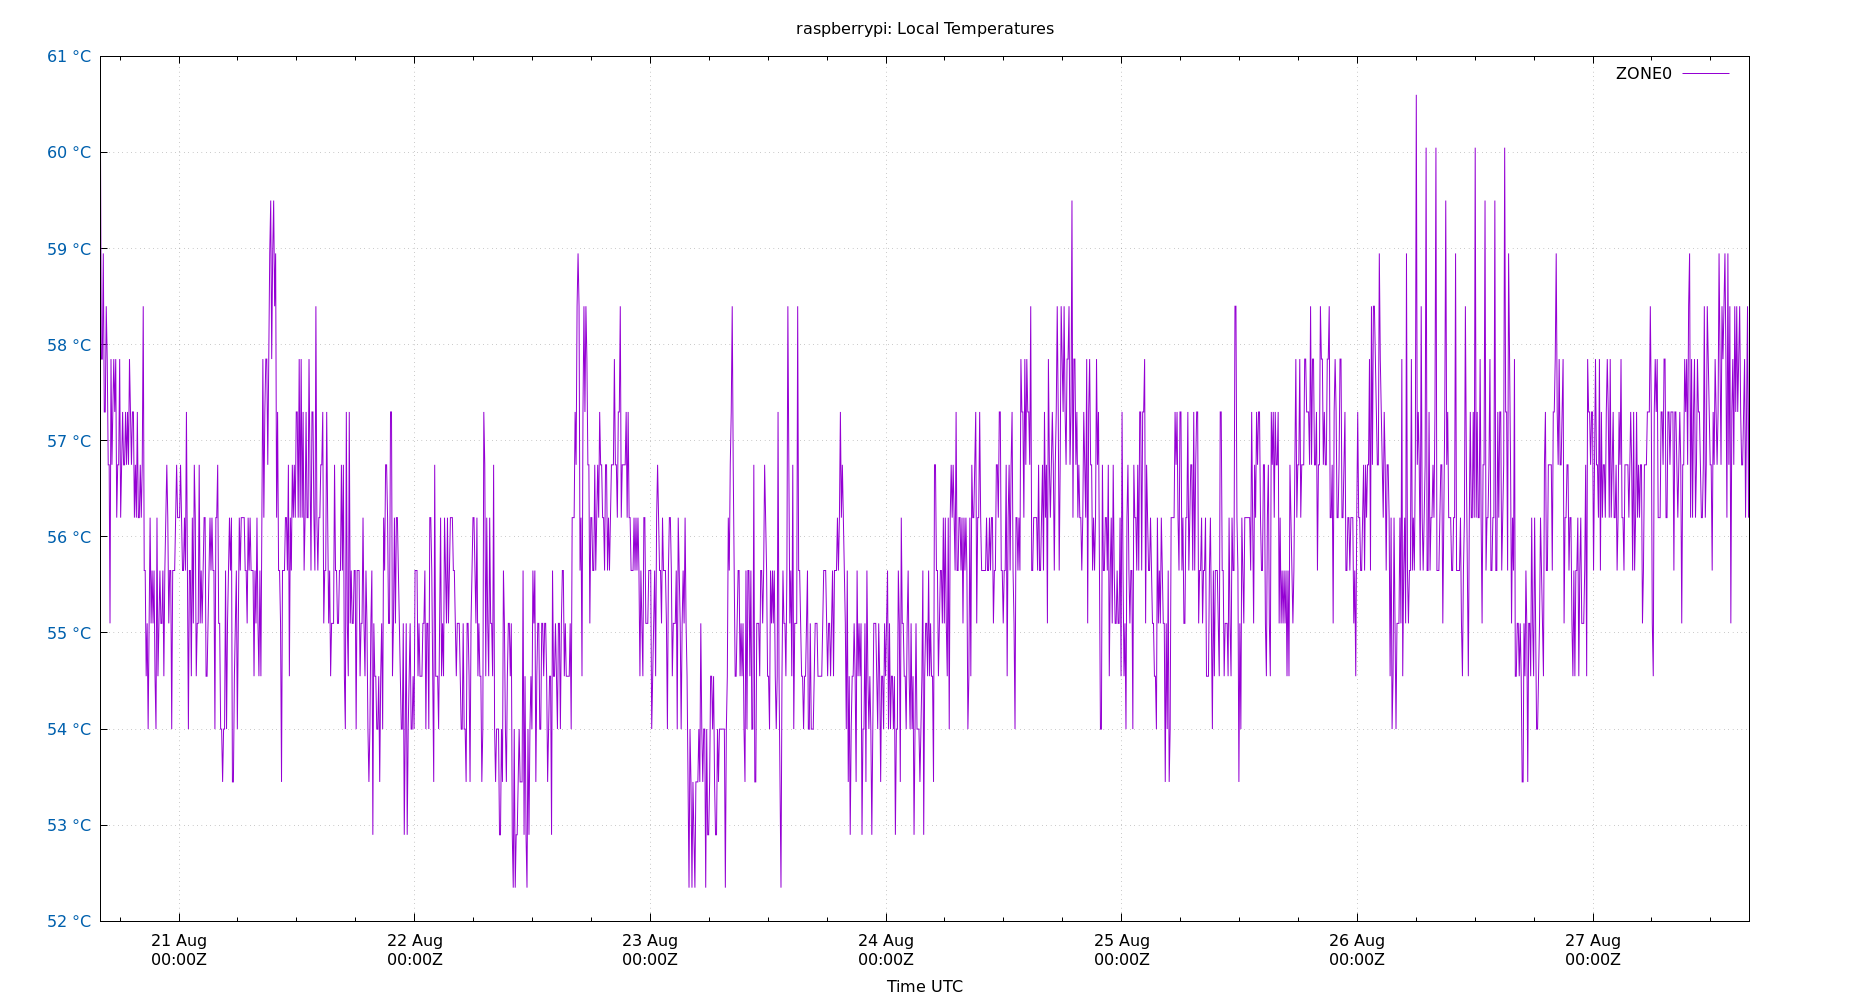 raspberrypi: Local Temperatures
61 °C
ZONE0
60 °C
59 °C
58 °C
57 °C
56 °C
55 °C
54 °C
53 °C
52 °C
21 Aug 22 Aug 23 Aug 24 Aug 25 Aug 26 Aug 27 Aug
00:00Z 00:00Z 00:00Z 00:00Z 00:00Z 00:00Z 00:00Z
Time UTC